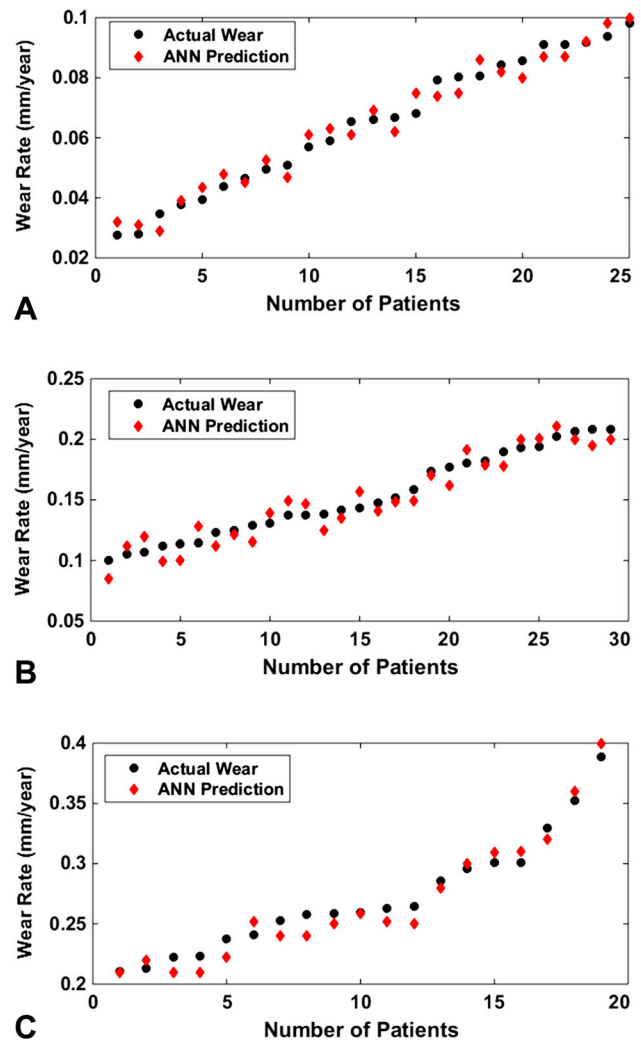 0.1
Actual Wear
ANN Prediction
0.08
0.06
0.04
0.02
Wear Rate (mm/year)
0 5 10 15 20 25
Number of Patients
A
0.25
Actual Wear
ANN Prediction
0.2
0.15
0.1
0.05
Wear Rate (mm/year)
0 5 10 15 20 25 30
Number of Patients
B
0.4
Actual Wear
ANN Prediction
0.35
0.3
0.25
0.2
Wear Rate (mm/year)
0 5 10 15 20
Number of Patients
C